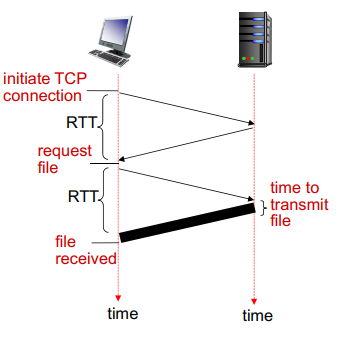 initiate TCP
connection
RTT
request
file
RTT
time to
transmit
file
file
received
time
time